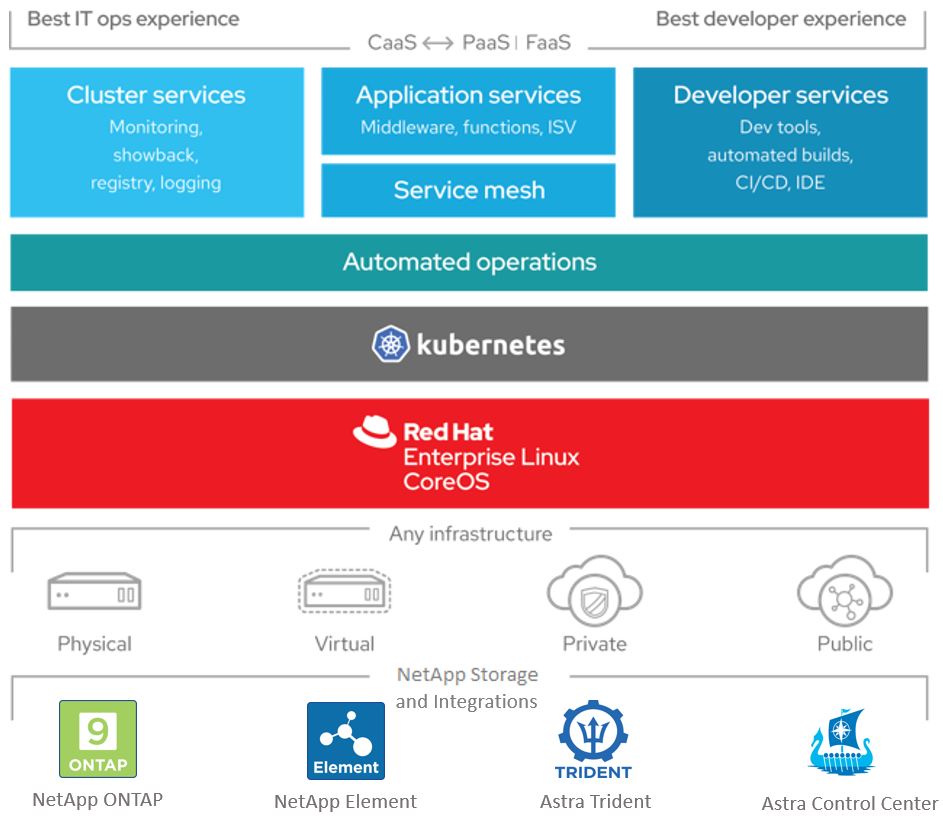 Best IT ops experience
Best developer experience
CaaS ⟷ PaaS | FaaS
Cluster services
Monitoring,
showback,
registry, logging
Application services
Middleware, functions, ISV
Service mesh
Developer services
Dev tools,
automated builds,
CI/CD, IDE
Automated operations
kubernetes
Red Hat
Enterprise Linux
CoreOS
Any infrastructure
Physical
Virtual
Private
Public
NetApp Storage
and Integrations
9
ONTAP
Element
TRIDENT
NetApp ONTAP
NetApp Element
Astra Trident
Astra Control Center